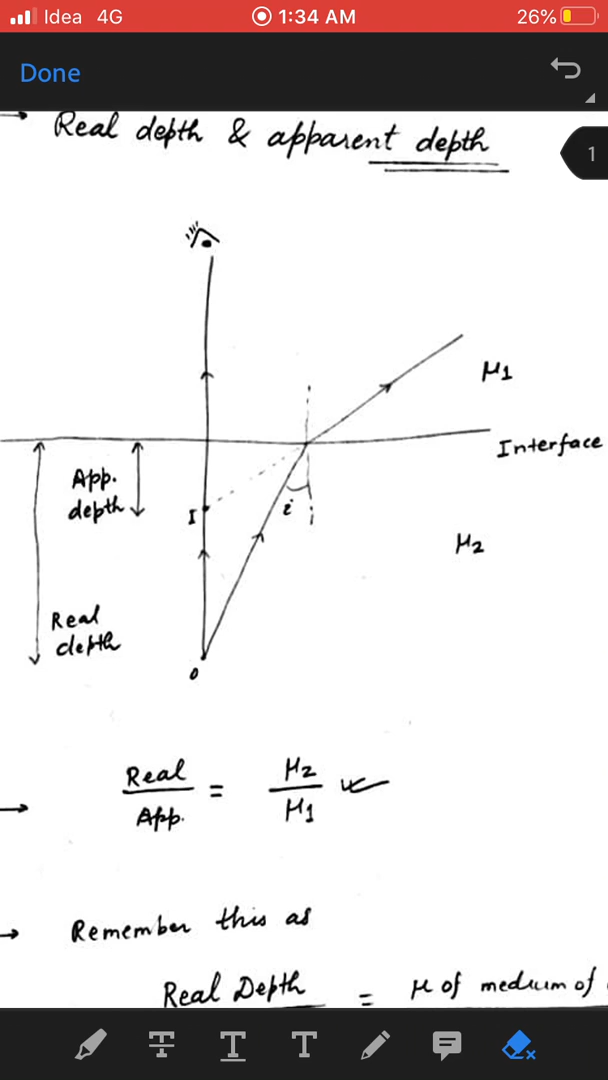 Idea 4G 1:34 AM 26%
Done
→ Real depth & apparent depth
1
μ1
Interface
App.
depth
I
i
μ2
Real
depth
O
→ Real / App. = μ2 / μ1
→ Remember this as
Real Depth = μ of medium of
T T T